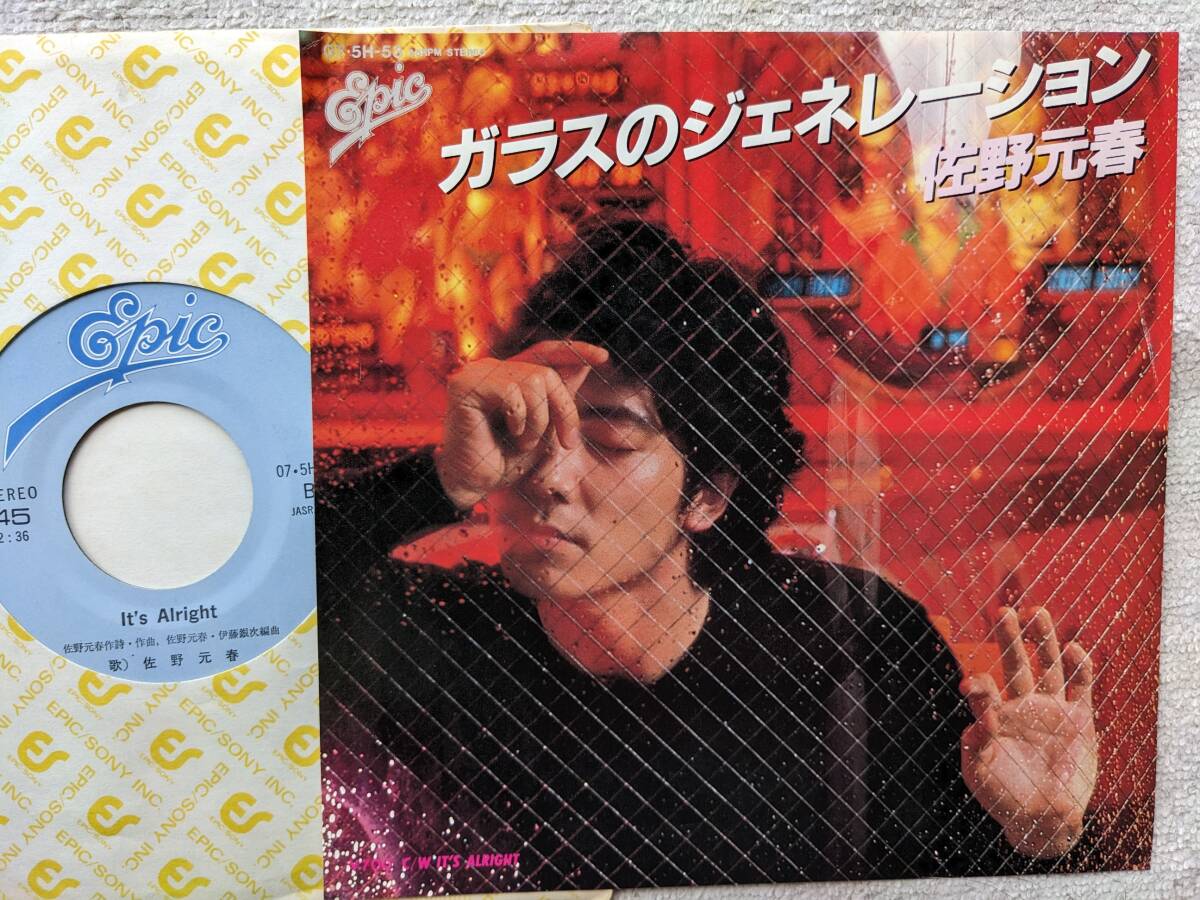 Epic
ガラスのジェネレーション
佐野元春
C/W IT'S ALRIGHT
Epic
45
2:36
It's Alright
佐野元春作詩・作曲, 佐野元春・伊藤銀次編曲
歌) 佐野元春
EPIC/SONY INC.